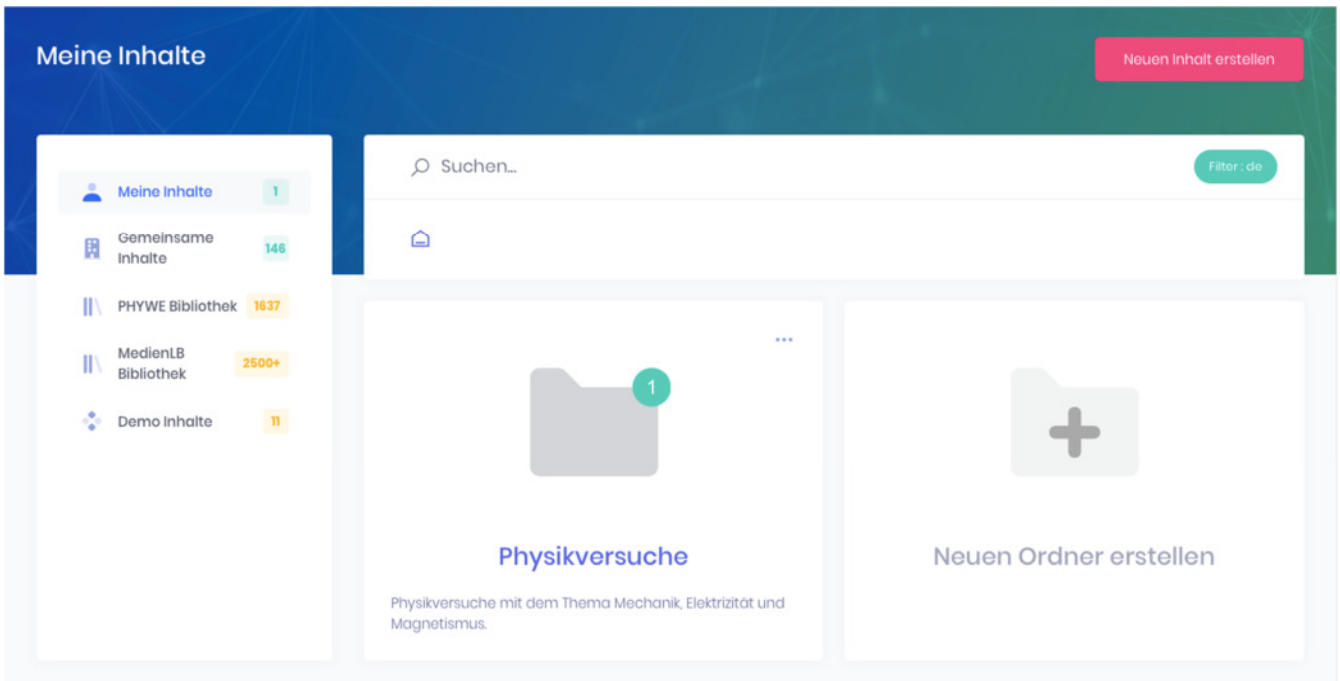 Meine Inhalte
Neuen Inhalt erstellen
Meine Inhalte 1
Gemeinsame
Inhalte 146
PHYWE Bibliothek 1637
MedienLB
Bibliothek 2500+
Demo Inhalte 11
Suchen...
Filter : de
1
Physikversuche
Physikversuche mit dem Thema Mechanik, Elektrizität und
Magnetismus.
Neuen Ordner erstellen